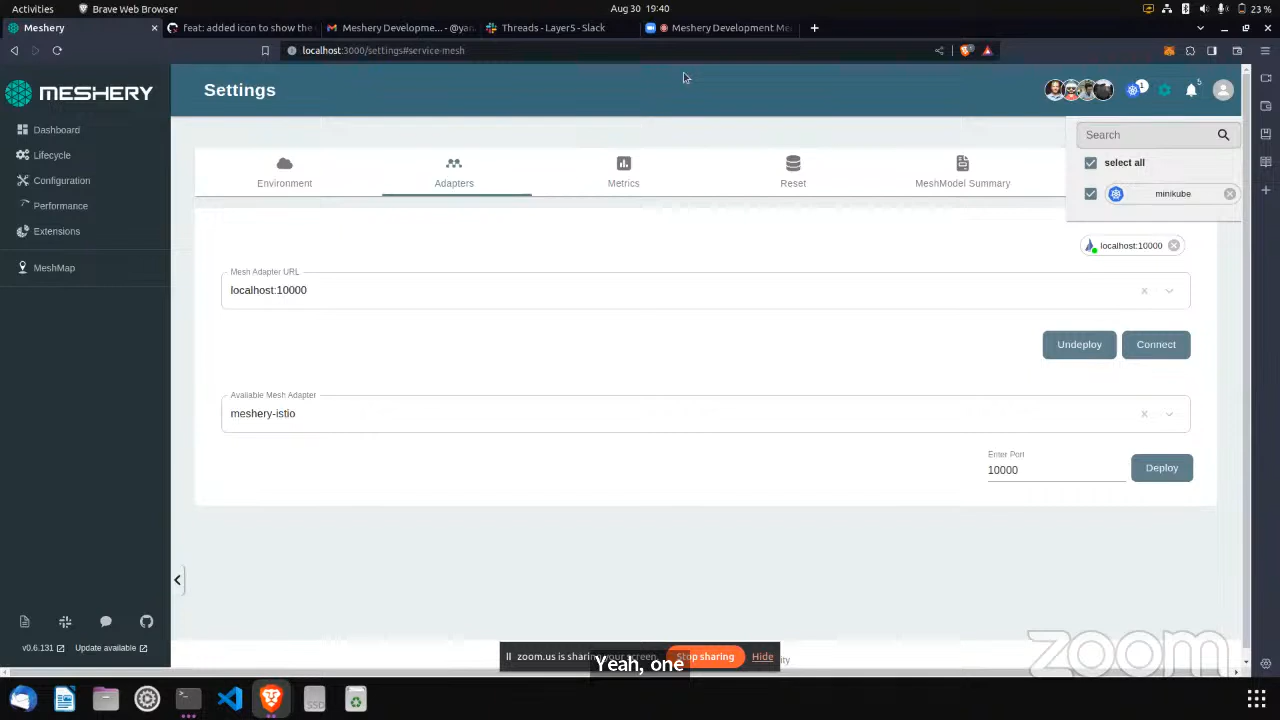 Activities
Brave Web Browser
Aug 30 19:40
23 %
Meshery
feat: added icon to show the
Meshery Developme... - @yan
Threads - Layer5 - Slack
Meshery Development Me
localhost:3000/settings#service-mesh
1
MESHERY
Settings
1
5
Dashboard
Lifecycle
Configuration
Performance
Extensions
MeshMap
Search
select all
minikube
Environment
Adapters
Metrics
Reset
MeshModel Summary
localhost:10000
Mesh Adapter URL
localhost:10000
Undeploy
Connect
Available Mesh Adapter
meshery-istio
Enter Port
10000
Deploy
v0.6.131
Update available
zoom.us is sharing your screen.
Stop sharing
Hide
Yeah, one
zoom
SSD